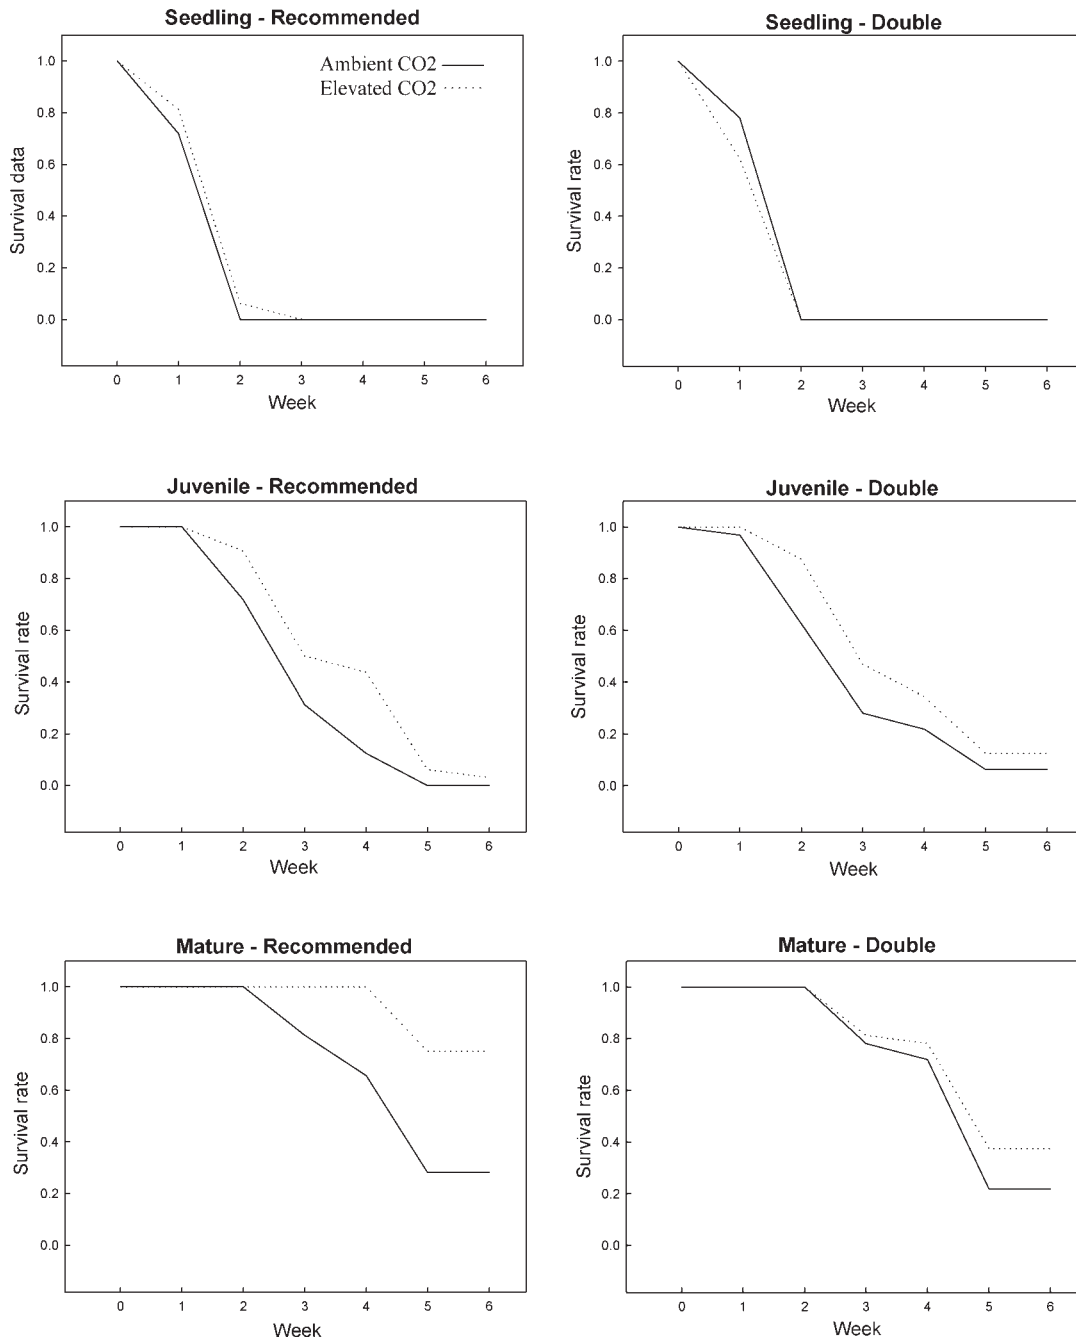 Seedling - Recommended
Ambient CO2
Elevated CO2
1.0
0.8
0.6
0.4
0.2
0.0
Survival data
0 1 2 3 4 5 6
Week
Seedling - Double
1.0
0.8
0.6
0.4
0.2
0.0
Survival rate
0 1 2 3 4 5 6
Week
Juvenile - Recommended
1.0
0.8
0.6
0.4
0.2
0.0
Survival rate
0 1 2 3 4 5 6
Week
Juvenile - Double
1.0
0.8
0.6
0.4
0.2
0.0
Survival rate
0 1 2 3 4 5 6
Week
Mature - Recommended
1.0
0.8
0.6
0.4
0.2
0.0
Survival rate
0 1 2 3 4 5 6
Week
Mature - Double
1.0
0.8
0.6
0.4
0.2
0.0
Survival rate
0 1 2 3 4 5 6
Week